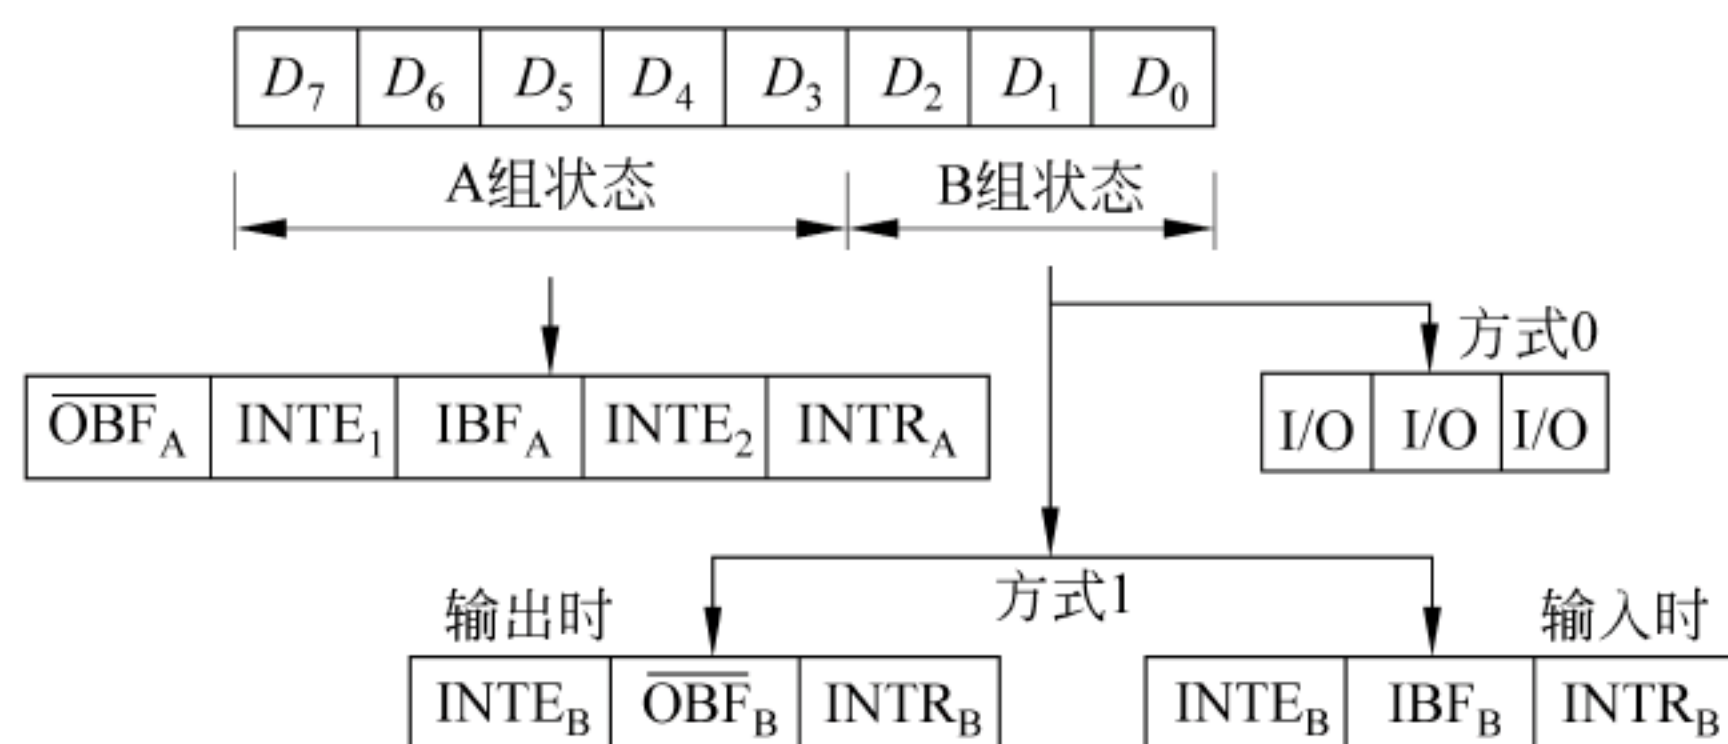 D7 D6 D5 D4 D3 D2 D1 D0
A组状态 B组状态
方式0
OBFA INTE1 IBFA INTE2 INTRA I/O I/O I/O
方式1
输出时 输入时
INTEB OBFB INTRB INTEB IBFB INTRB